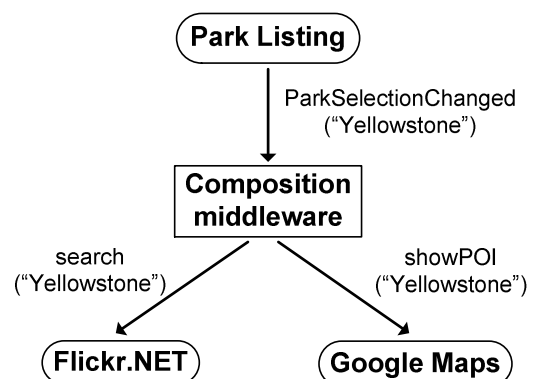 Park Listing
ParkSelectionChanged
(“Yellowstone”)
Composition
middleware
search
(“Yellowstone”)
showPOI
(“Yellowstone”)
Flickr.NET
Google Maps